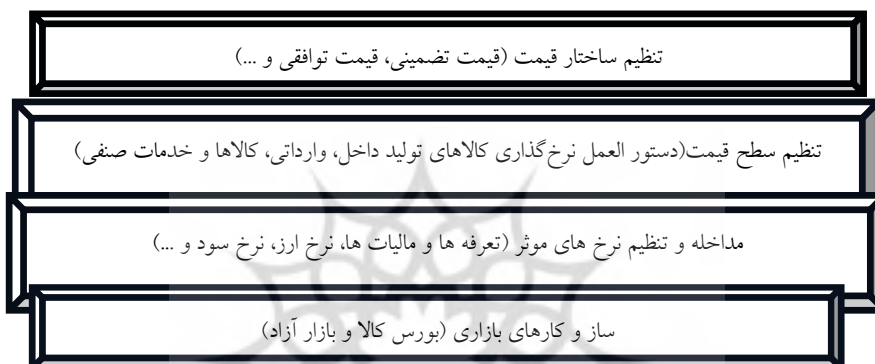 تنظیم ساختار قیمت (قیمت تضمینی، قیمت توافقی و ...)
تنظیم سطح قیمت(دستور العمل نرخ‌گذاری کالاهای تولید داخل، وارداتی، کالاها و خدمات صنفی)
مداخله و تنظیم نرخ های موثر (تعرفه ها و مالیات ها، نرخ ارز، نرخ سود و ...)
ساز و کارهای بازاری (بورس کالا و بازار آزاد)